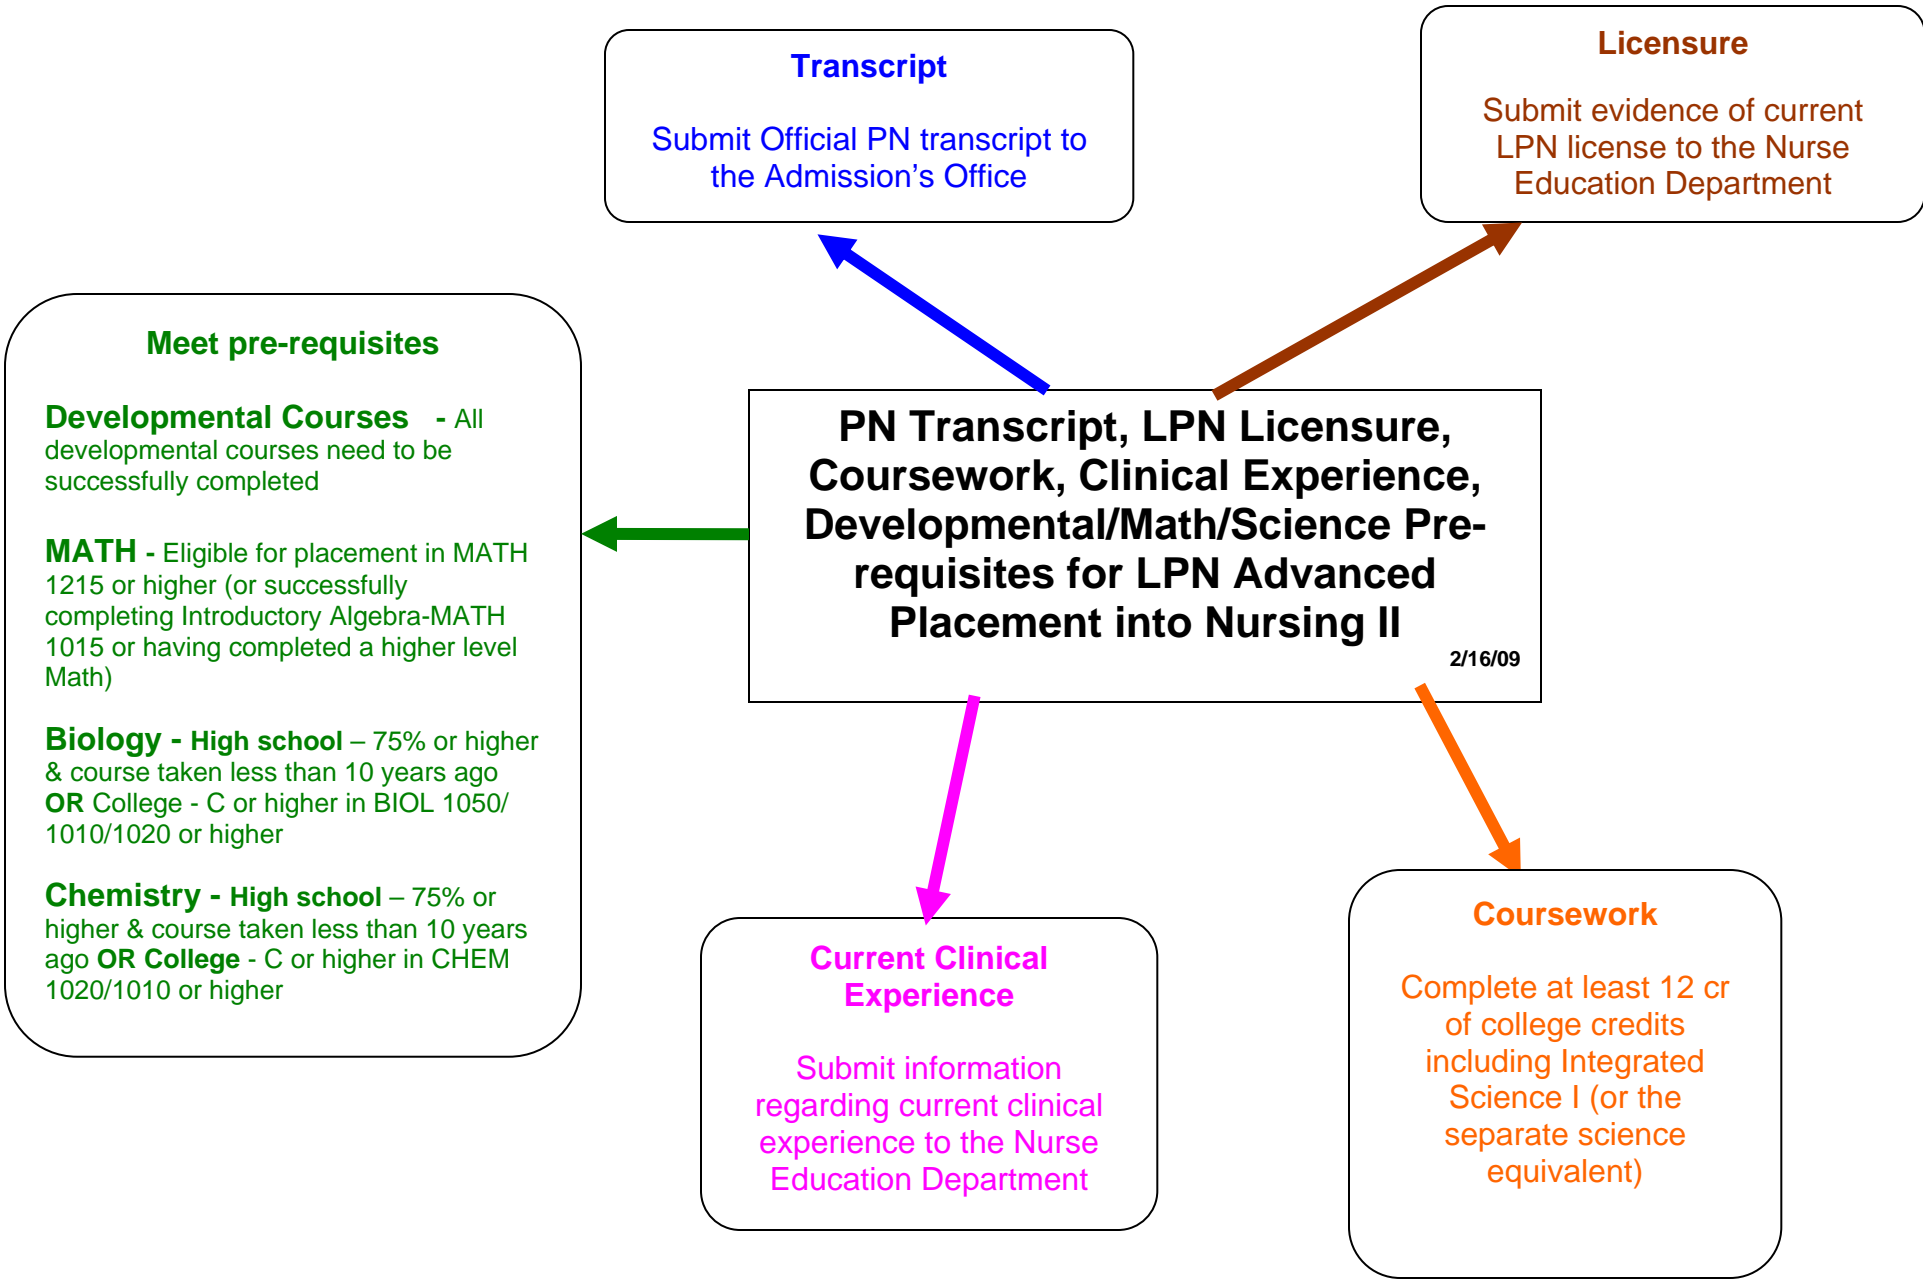 Transcript
Submit Official PN transcript to
the Admission’s Office
Licensure
Submit evidence of current
LPN license to the Nurse
Education Department
Meet pre-requisites
Developmental Courses - All
developmental courses need to be
successfully completed
MATH - Eligible for placement in MATH
1215 or higher (or successfully
completing Introductory Algebra-MATH
1015 or having completed a higher level
Math)
Biology - High school – 75% or higher
& course taken less than 10 years ago
OR College - C or higher in BIOL 1050/
1010/1020 or higher
Chemistry - High school – 75% or
higher & course taken less than 10 years
ago OR College - C or higher in CHEM
1020/1010 or higher
PN Transcript, LPN Licensure,
Coursework, Clinical Experience,
Developmental/Math/Science Pre-
requisites for LPN Advanced
Placement into Nursing II
2/16/09
Current Clinical
Experience
Submit information
regarding current clinical
experience to the Nurse
Education Department
Coursework
Complete at least 12 cr
of college credits
including Integrated
Science I (or the
separate science
equivalent)